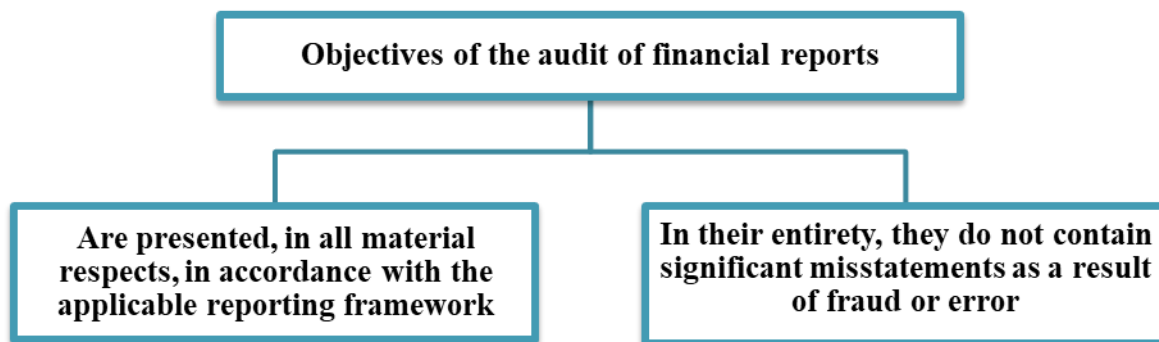 Objectives of the audit of financial reports
Are presented, in all material
respects, in accordance with the
applicable reporting framework
In their entirety, they do not contain
significant misstatements as a result
of fraud or error